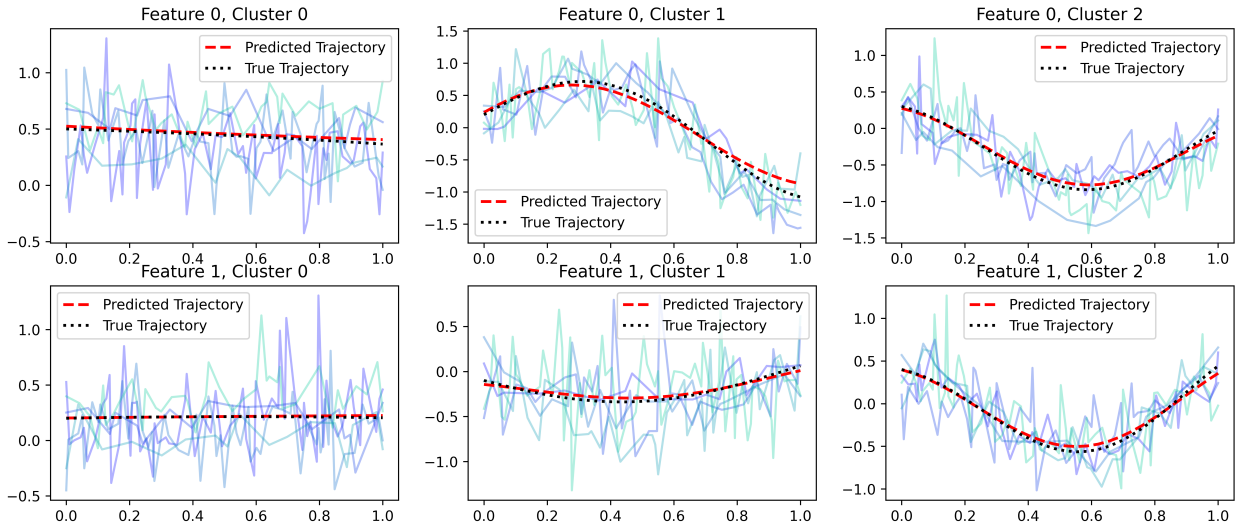 Feature 0, Cluster 0
Predicted Trajectory
True Trajectory
1.0
0.5
0.0
−0.5
0.0 0.2 0.4 0.6 0.8 1.0
Feature 0, Cluster 1
1.5
1.0
0.5
0.0
−0.5
−1.0
−1.5
Predicted Trajectory
True Trajectory
0.0 0.2 0.4 0.6 0.8 1.0
Feature 0, Cluster 2
Predicted Trajectory
True Trajectory
1.0
0.5
0.0
−0.5
−1.0
−1.5
0.0 0.2 0.4 0.6 0.8 1.0
Feature 1, Cluster 0
Predicted Trajectory
True Trajectory
1.0
0.5
0.0
−0.5
0.0 0.2 0.4 0.6 0.8 1.0
Feature 1, Cluster 1
Predicted Trajectory
True Trajectory
0.5
0.0
−0.5
−1.0
0.0 0.2 0.4 0.6 0.8 1.0
Feature 1, Cluster 2
Predicted Trajectory
True Trajectory
1.0
0.5
0.0
−0.5
−1.0
0.0 0.2 0.4 0.6 0.8 1.0